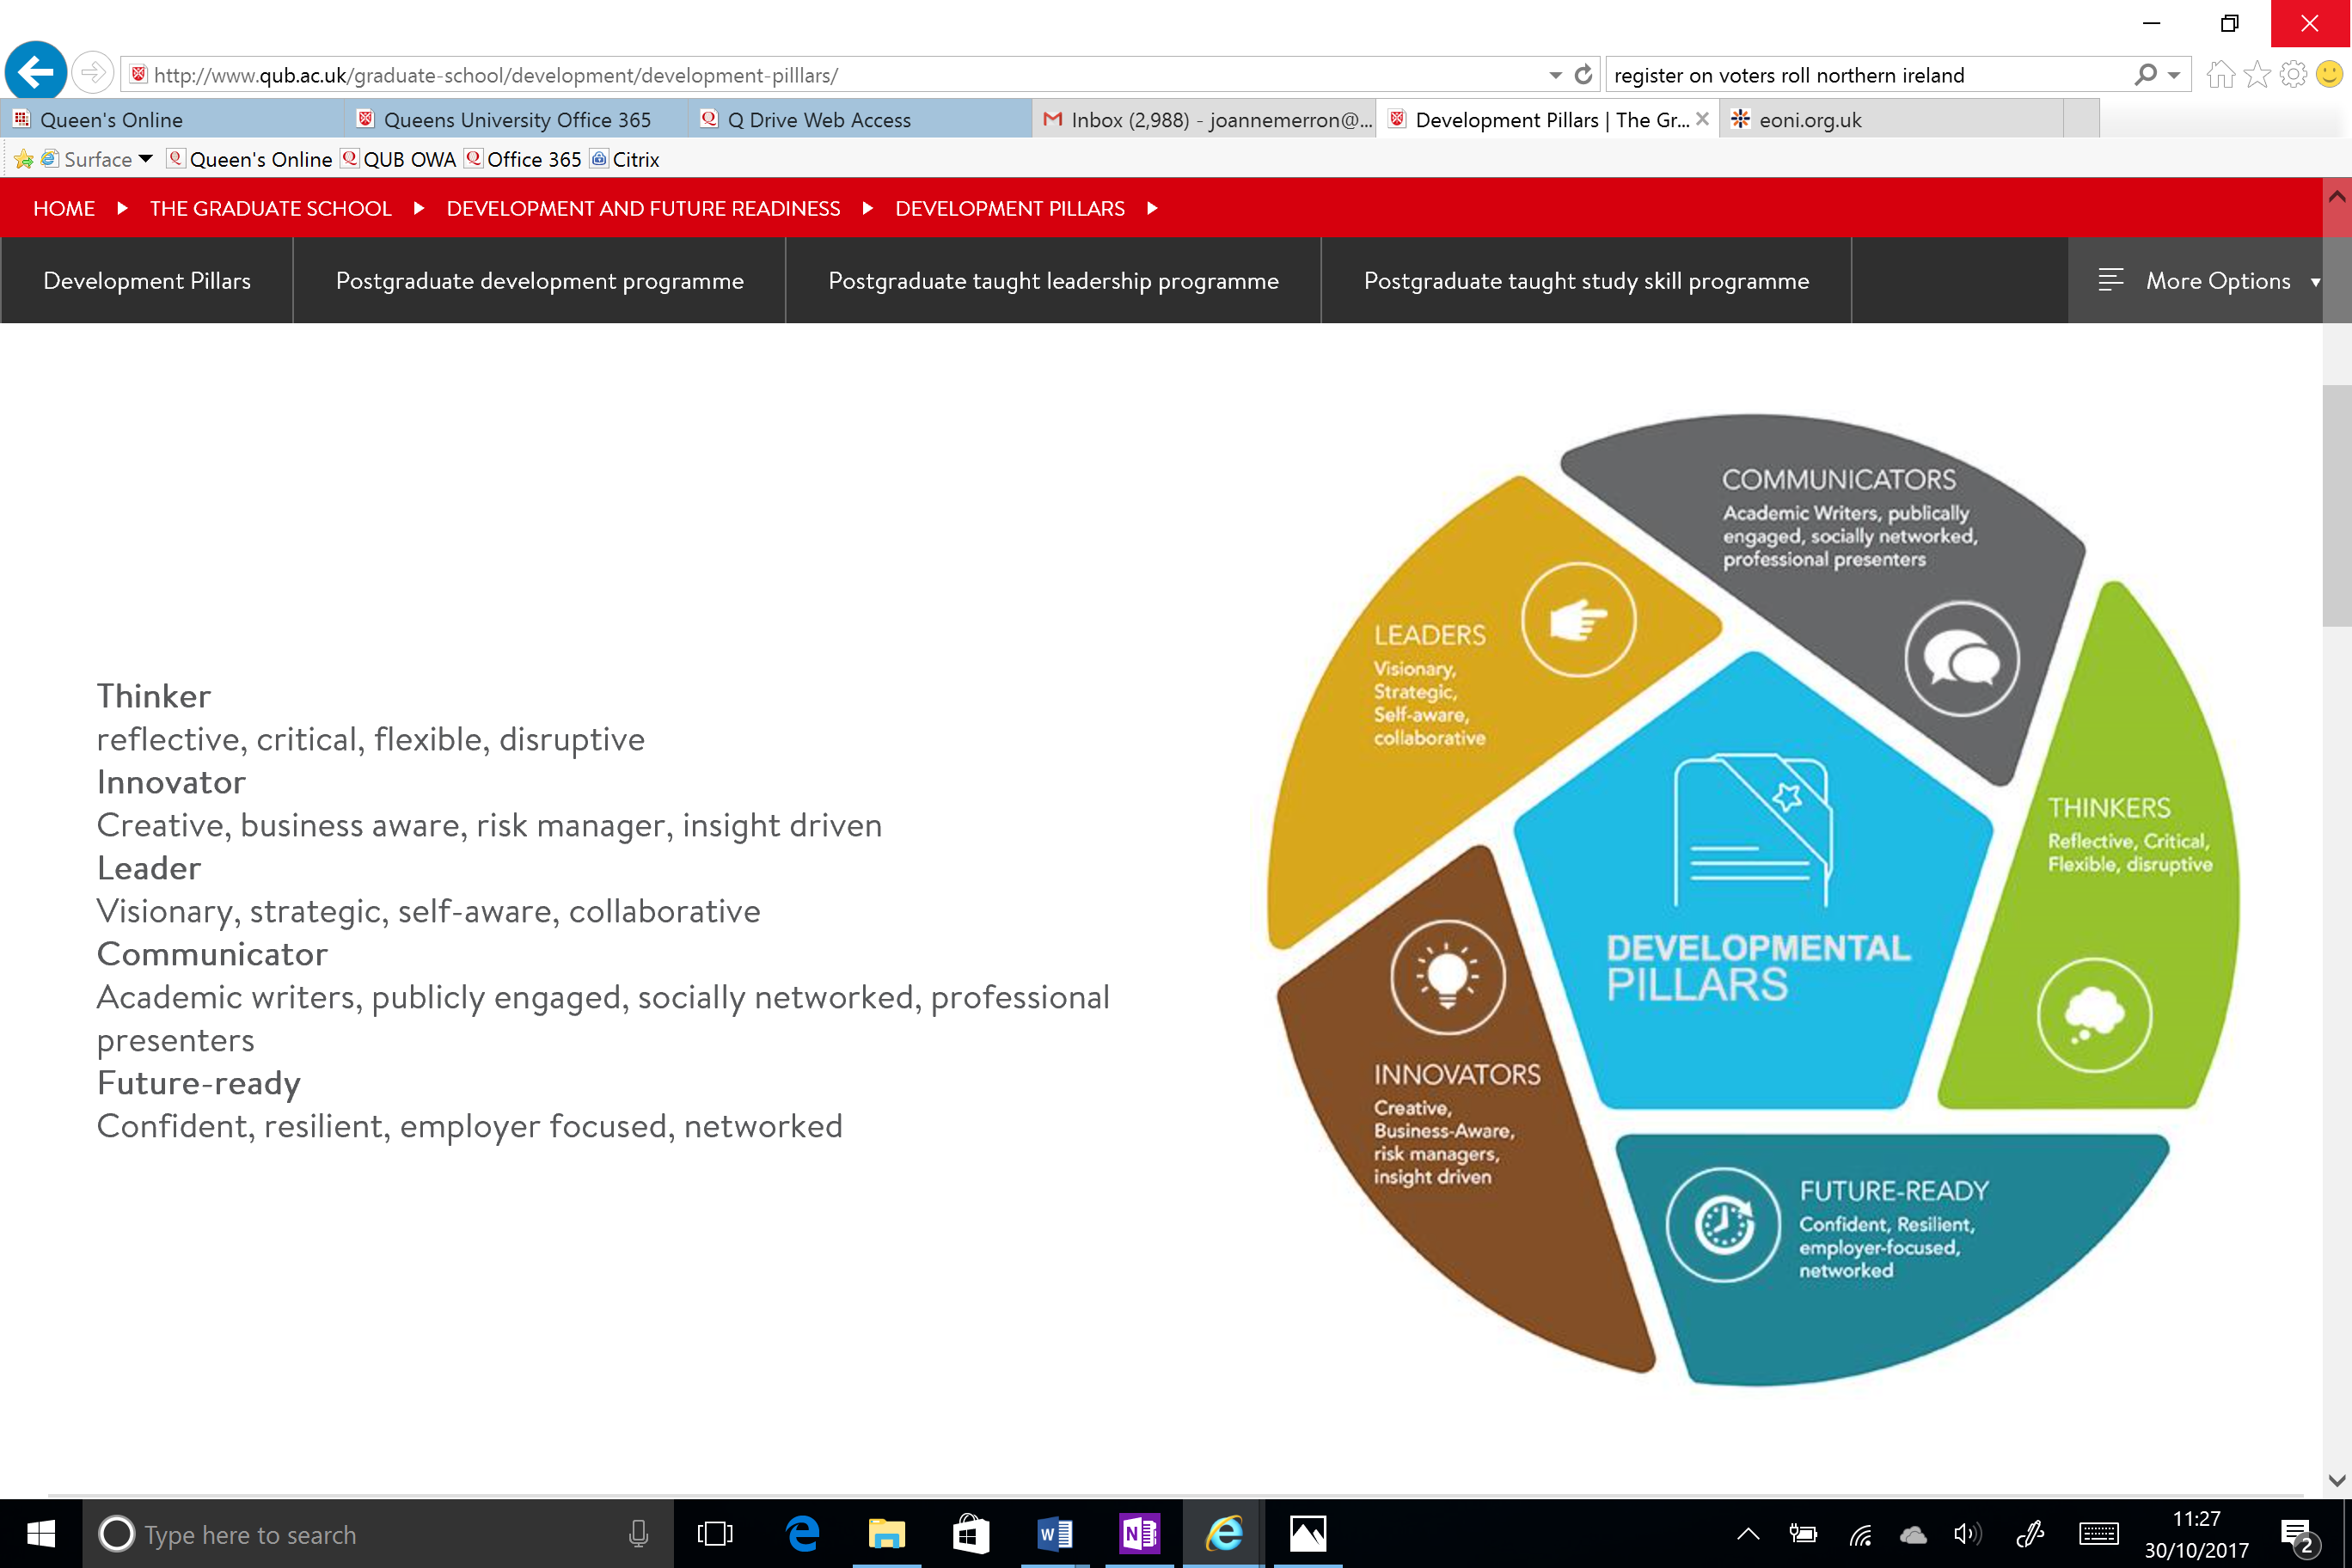 http://www.qub.ac.uk/graduate-school/development/development-pilllars/
register on voters roll northern ireland
Queen's Online
Queens University Office 365
Q Drive Web Access
Inbox (2,988) - joannemerron@...
Development Pillars | The Gr...
eoni.org.uk
Surface
Queen's Online
QUB OWA
Office 365
Citrix
HOME
THE GRADUATE SCHOOL
DEVELOPMENT AND FUTURE READINESS
DEVELOPMENT PILLARS
Development Pillars
Postgraduate development programme
Postgraduate taught leadership programme
Postgraduate taught study skill programme
More Options
Thinker
reflective, critical, flexible, disruptive
Innovator
Creative, business aware, risk manager, insight driven
Leader
Visionary, strategic, self-aware, collaborative
Communicator
Academic writers, publicly engaged, socially networked, professional
presenters
Future-ready
Confident, resilient, employer focused, networked
COMMUNICATORS
Academic Writers, publically
engaged, socially networked,
professional presenters
LEADERS
Visionary,
Strategic,
Self-aware,
collaborative
THINKERS
Reflective, Critical,
Flexible, disruptive
DEVELOPMENTAL
PILLARS
INNOVATORS
Creative,
Business-Aware,
risk managers,
insight driven
FUTURE-READY
Confident, Resilient,
employer-focused,
networked
Type here to search
11:27
30/10/2017
2